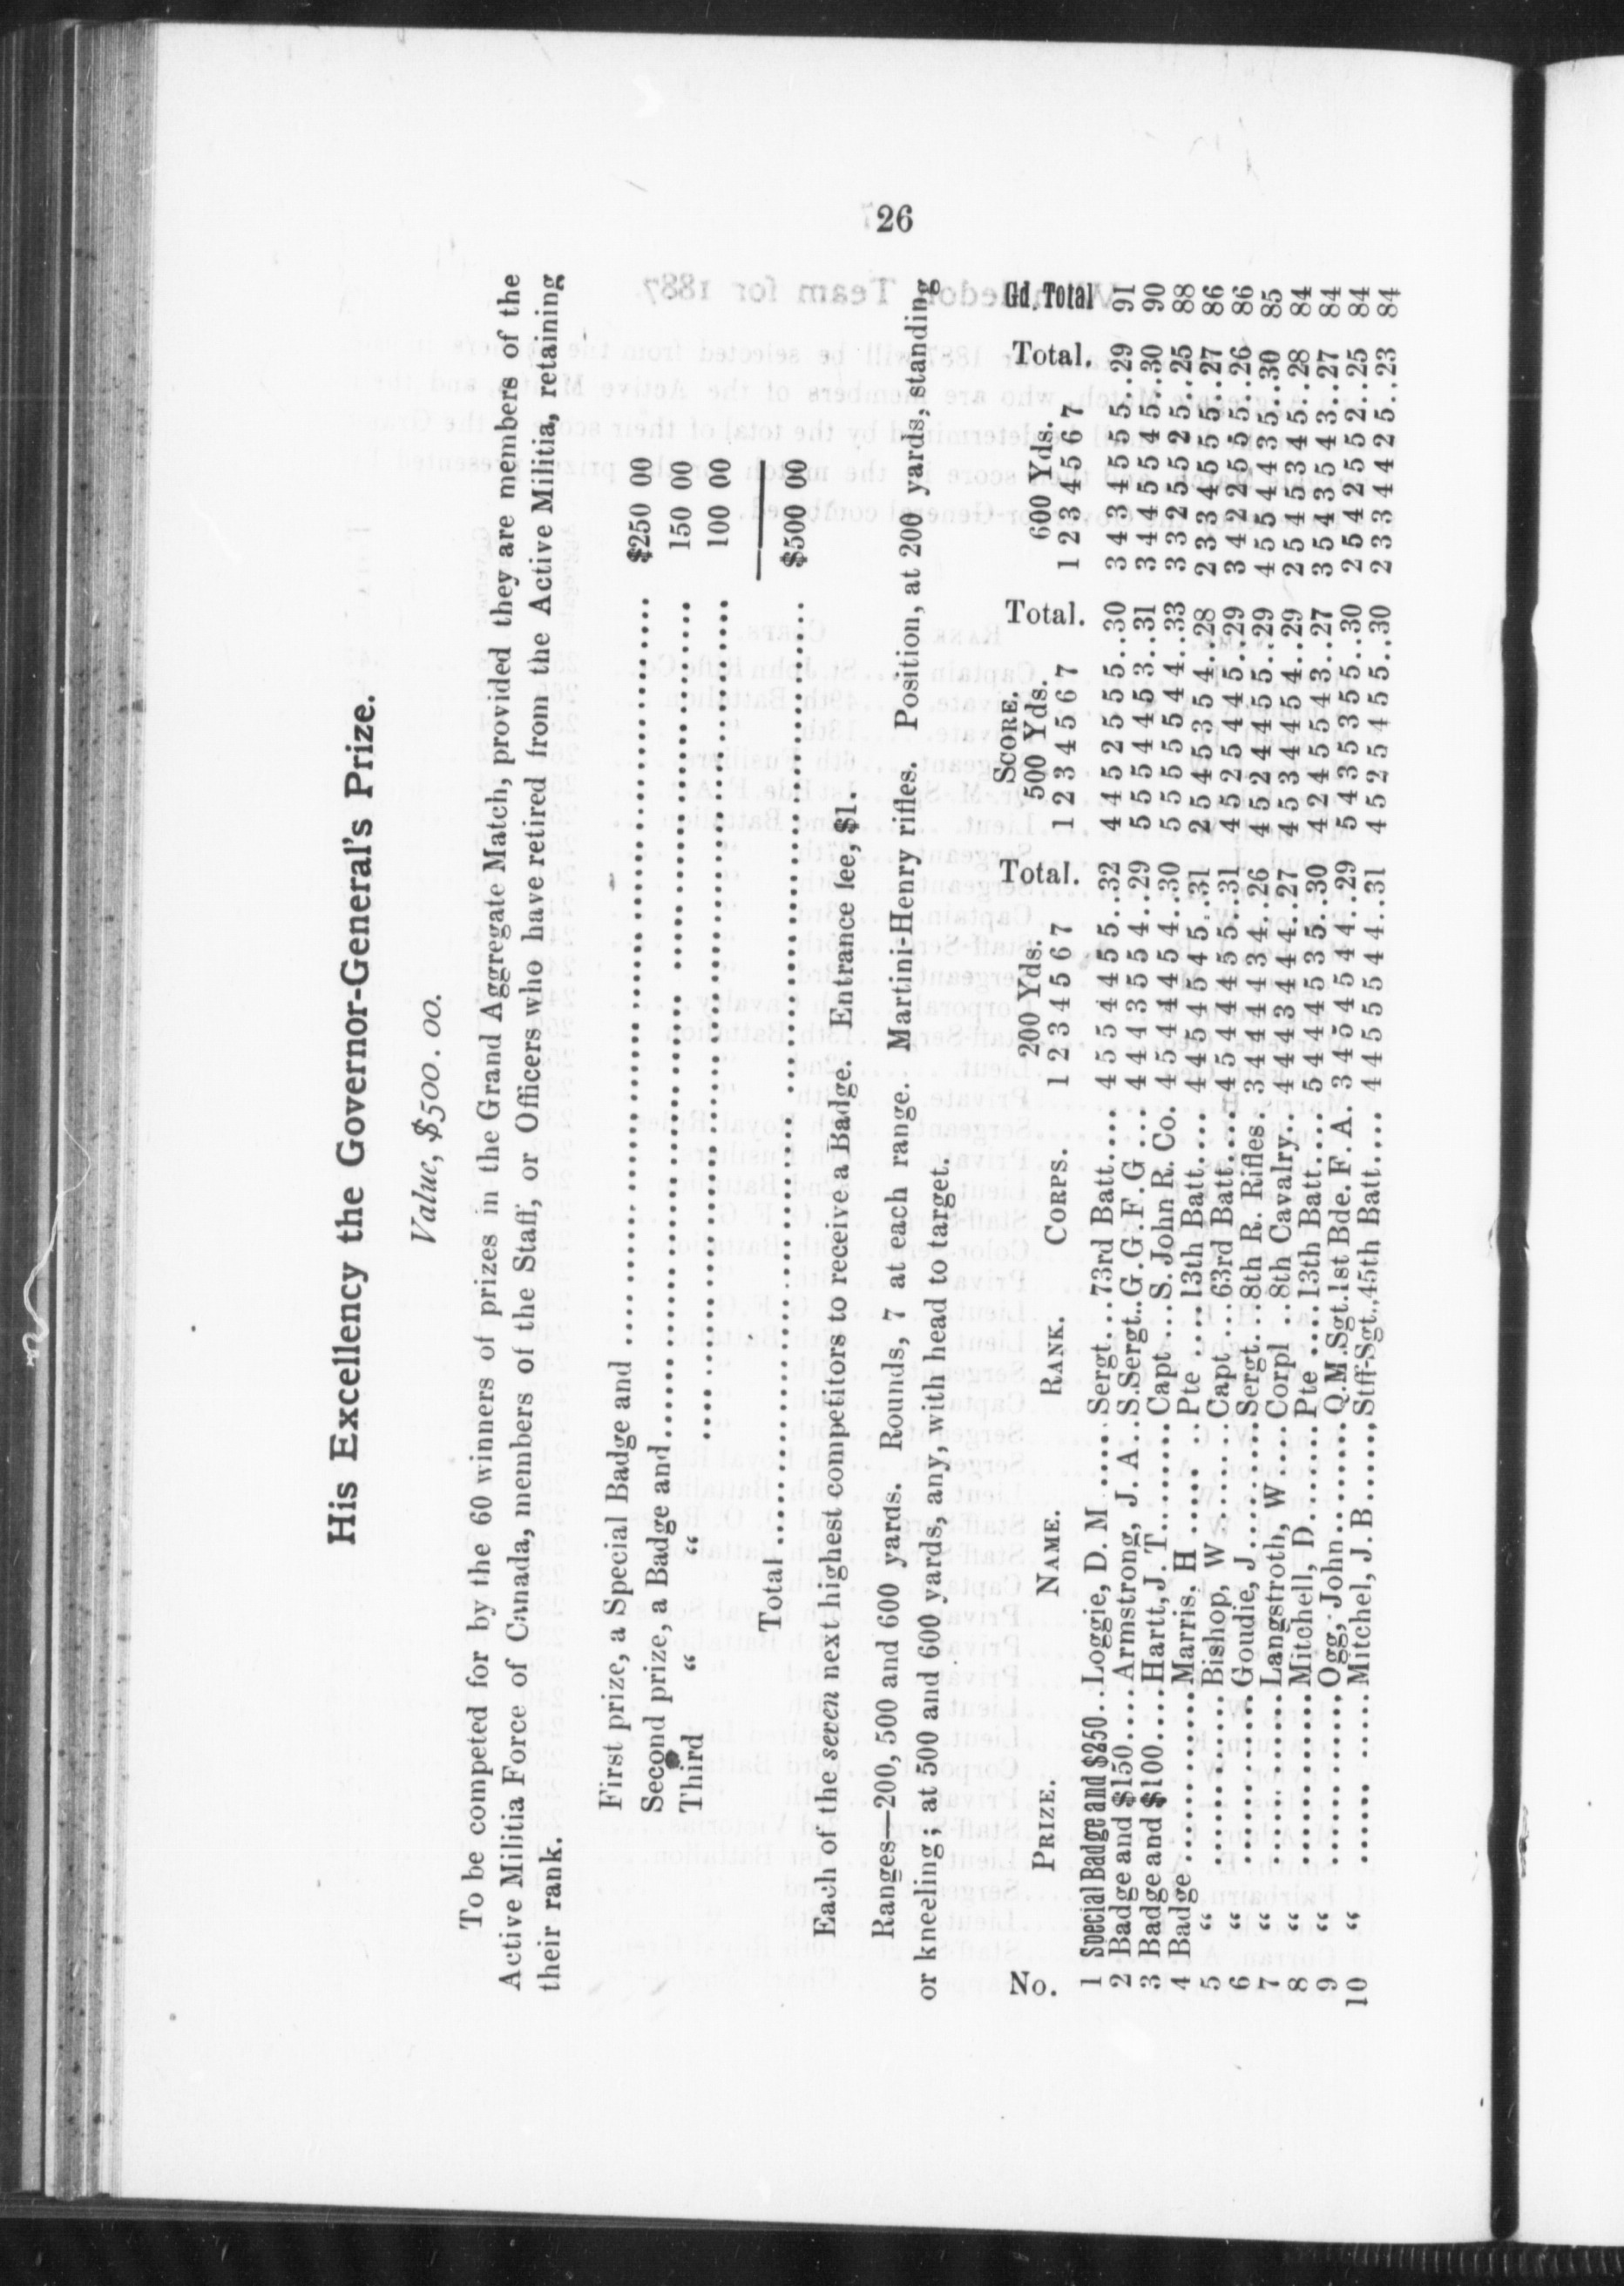 26
His Excellency the Governor-General's Prize.
Value, $500.00.
To be competed for by the 60 winners of prizes in the Grand Aggregate Match, provided they are members of the
Active Militia Force of Canada, members of the Staff, or Officers who have retired from the Active Militia, retaining
their rank.
First prize, a Special Badge and ........ $250 00
Second prize, a Badge and ........ 150 00
Third " " ........ 100 00
Total ........ $500 00
Each of the seven next highest competitors to receive a Badge. Entrance fee, $1.
Ranges—200, 500 and 600 yards. Rounds, 7 at each range. Martini-Henry rifles. Position, at 200 yards, standing
or kneeling; at 500 and 600 yards, any, with head to target.
SCORE.
No. PRIZE. NAME. RANK. CORPS. 200 Yds. Total. 500 Yds. Total. 600 Yds. Total. Gd. Total
1 2 3 4 5 6 7 1 2 3 4 5 6 7 1 2 3 4 5 6 7
1 Special Badge and $250..Loggie, D. M......Sergt...73rd Batt.... 4 5 5 4 4 5 5..32 4 4 5 2 5 5 5..30 3 4 3 4 5 5 5..29 91
2 Badge and $150....Armstrong, J. A..S.Sergt..G.G.F.G ... 4 4 4 3 5 5 4..29 5 5 5 4 4 5 3..31 3 4 4 5 5 4 5..30 90
3 Badge and $100....Hartt, J. T........Capt...S. John R. Co. 4 5 4 4 4 5 4..30 5 5 5 5 5 4 4..33 3 3 2 5 5 2 5..25 88
4 Badge............Marris. H ......Pte ....13th Batt.... 4 4 5 4 5 4 5..31 2 5 4 5 3 5 4..28 2 3 3 4 5 5 5..27 86
5 " ............Bishop, W ......Capt ...63rd Batt.... 4 5 4 4 4 5 5..31 4 5 2 5 4 4 5..29 3 4 2 2 5 5 5..26 86
6 " ............Goudie, J.......Sergt...8th R. Rifles.. 3 4 4 4 4 3 4..26 4 5 2 4 4 5 5..29 4 5 5 4 4 3 5..30 85
7 " ............Langstroth, W ....Corpl ..8th Cavalry... 4 4 4 3 4 4 4..27 4 5 3 4 4 5 4..29 2 5 4 5 3 4 5..28 84
8 " ............Mitchell, D.......Pte ....13th Batt.... 5 4 4 4 5 3 5..30 4 2 4 5 5 4 3..27 3 5 4 3 5 4 3..27 84
9 " ............Ogg, John........Q.M Sgt.1st Bde. F. A. 3 4 5 4 5 4 4..29 5 4 3 5 3 5 5..30 2 5 4 2 5 5 2..25 84
10 " ............Mitchel, J. B......Stff-Sgt.45th Batt.... 4 4 5 5 5 4 4..31 4 5 2 5 4 5 5..30 2 3 3 4 4 2 5..23 84